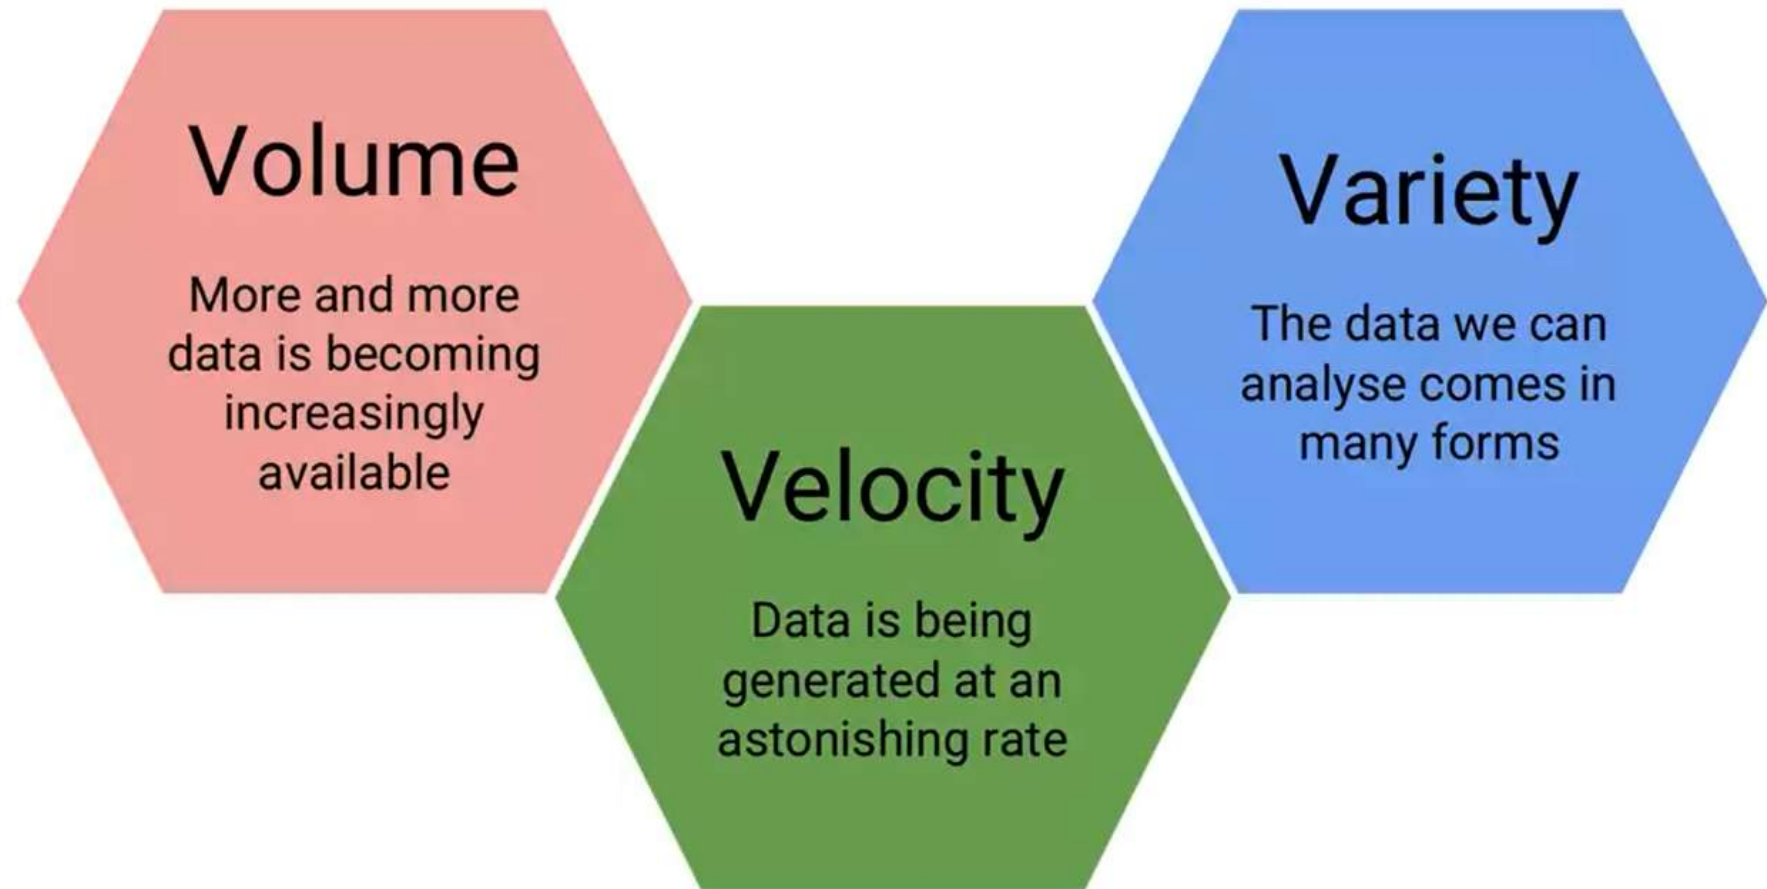 Volume
More and more
data is becoming
increasingly
available
Velocity
Data is being
generated at an
astonishing rate
Variety
The data we can
analyse comes in
many forms